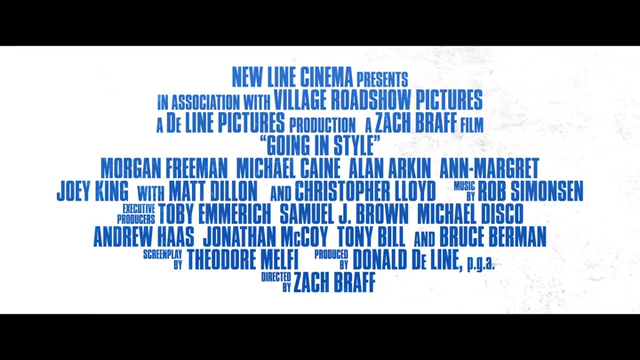 NEW LINE CINEMA PRESENTS
IN ASSOCIATION WITH VILLAGE ROADSHOW PICTURES
A DE LINE PICTURES PRODUCTION A ZACH BRAFF FILM
"GOING IN STYLE"
MORGAN FREEMAN MICHAEL CAINE ALAN ARKIN ANN-MARGRET
JOEY KING WITH MATT DILLON AND CHRISTOPHER LLOYD MUSIC BY ROB SIMONSEN
EXECUTIVE PRODUCERS TOBY EMMERICH SAMUEL J. BROWN MICHAEL DISCO
ANDREW HAAS JONATHAN McCOY TONY BILL AND BRUCE BERMAN
SCREENPLAY BY THEODORE MELFI PRODUCED BY DONALD DE LINE, p.g.a.
DIRECTED BY ZACH BRAFF